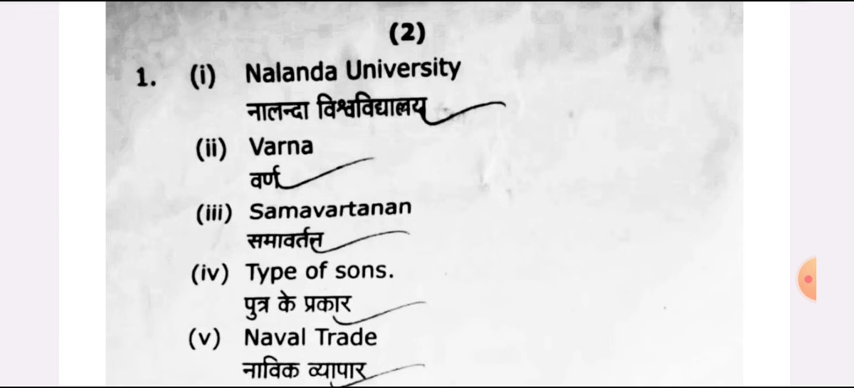 (2)
1. (i) Nalanda University
नालन्दा विश्वविद्यालय
(ii) Varna
वर्ण
(iii) Samavartanan
समावर्तन
(iv) Type of sons.
पुत्र के प्रकार
(v) Naval Trade
नाविक व्यापार